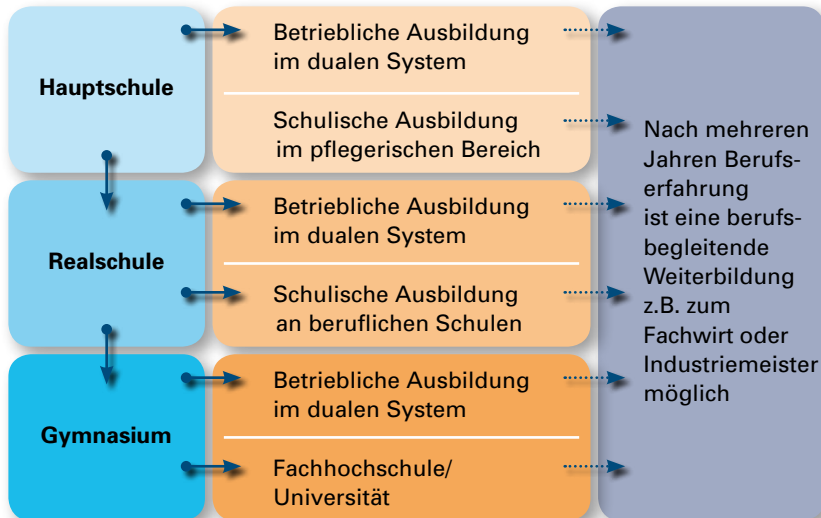 Hauptschule
Betriebliche Ausbildung
im dualen System
Schulische Ausbildung
im pflegerischen Bereich
Realschule
Betriebliche Ausbildung
im dualen System
Schulische Ausbildung
an beruflichen Schulen
Gymnasium
Betriebliche Ausbildung
im dualen System
Fachhochschule/
Universität
Nach mehreren
Jahren Berufs-
erfahrung
ist eine berufs-
begleitende
Weiterbildung
z.B. zum
Fachwirt oder
Industriemeister
möglich